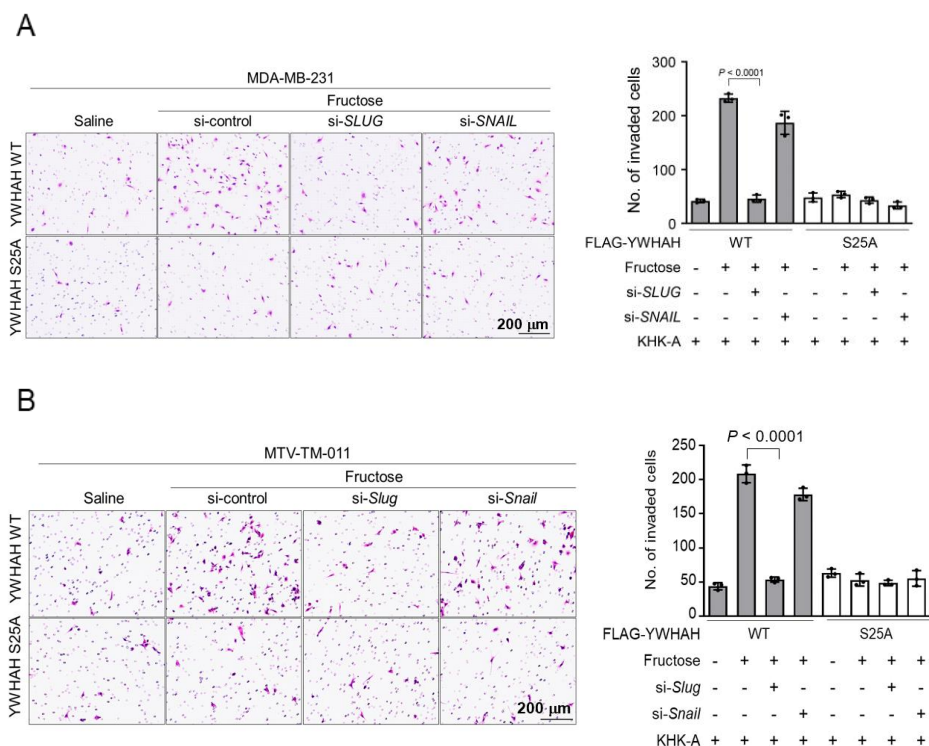 A
MDA-MB-231
Fructose
Saline si-control si-SLUG si-SNAIL
YWHAH WT
YWHAH S25A
200 µm
No. of invaded cells
300
200
100
0
P < 0.0001
FLAG-YWHAH WT S25A
Fructose - + + + - + + +
si-SLUG - - + - - - + -
si-SNAIL - - - + - - - +
KHK-A + + + + + + + +
B
MTV-TM-011
Fructose
Saline si-control si-Slug si-Snail
YWHAH WT
YWHAH S25A
200 µm
No. of invaded cells
250
200
150
100
50
0
P < 0.0001
FLAG-YWHAH WT S25A
Fructose - + + + - + + +
si-Slug - - + - - - + -
si-Snail - - - + - - - +
KHK-A + + + + + + + +